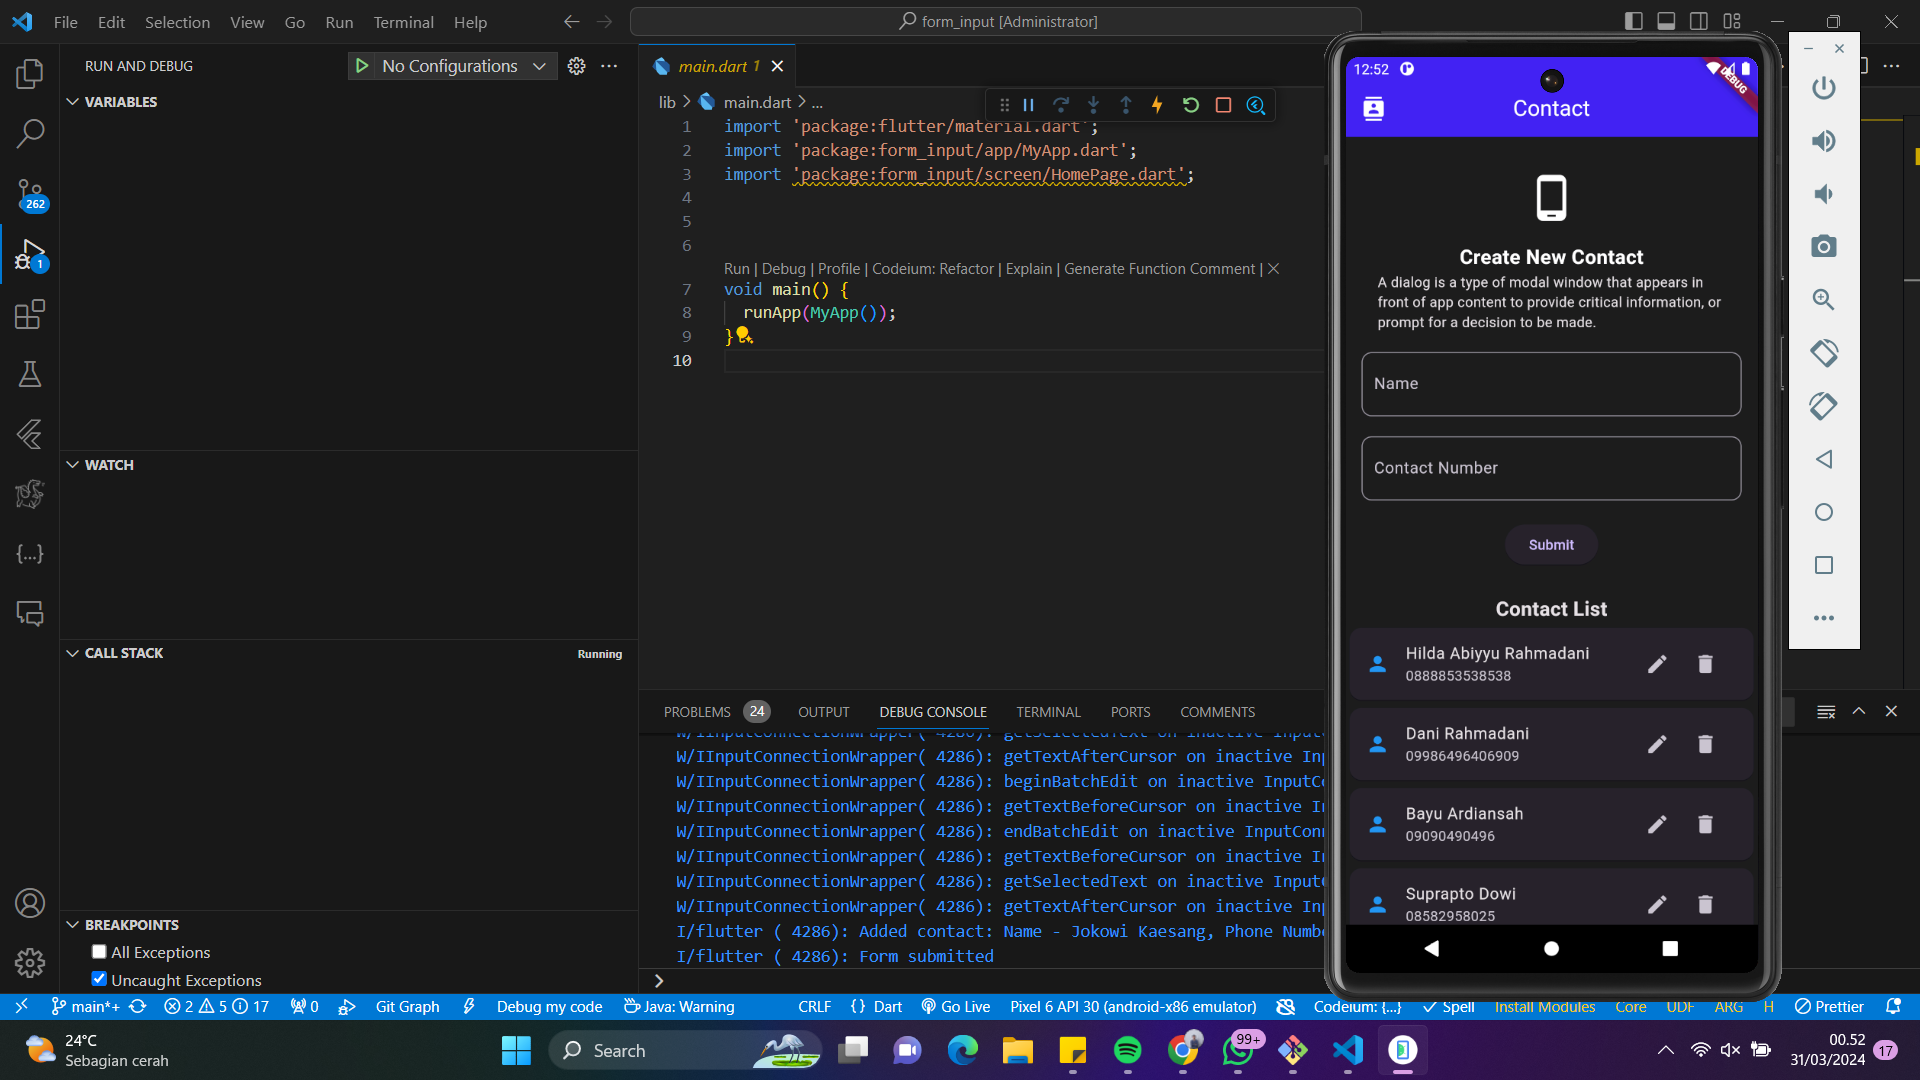 File Edit Selection View Go Run Terminal Help
form_input [Administrator]
RUN AND DEBUG
No Configurations
VARIABLES
262
1
WATCH
CALL STACK
Running
BREAKPOINTS
All Exceptions
Uncaught Exceptions
main.dart 1
lib > main.dart > ...
1 import 'package:flutter/material.dart';
2 import 'package:form_input/app/MyApp.dart';
3 import 'package:form_input/screen/HomePage.dart';
4
5
6
Run | Debug | Profile | Codeium: Refactor | Explain | Generate Function Comment | X
7 void main() {
8 runApp(MyApp());
9 }
10
PROBLEMS 24 OUTPUT DEBUG CONSOLE TERMINAL PORTS COMMENTS
W/IInputConnectionWrapper( 4286): getSelectedText on inactive Input
W/IInputConnectionWrapper( 4286): getTextAfterCursor on inactive In
W/IInputConnectionWrapper( 4286): beginBatchEdit on inactive InputC
W/IInputConnectionWrapper( 4286): getTextBeforeCursor on inactive I
W/IInputConnectionWrapper( 4286): endBatchEdit on inactive InputCon
W/IInputConnectionWrapper( 4286): getTextBeforeCursor on inactive I
W/IInputConnectionWrapper( 4286): getSelectedText on inactive Input
W/IInputConnectionWrapper( 4286): getTextAfterCursor on inactive In
I/flutter ( 4286): Added contact: Name - Jokowi Kaesang, Phone Numb
I/flutter ( 4286): Form submitted
12:52
DEBUG
Contact
Create New Contact
A dialog is a type of modal window that appears in
front of app content to provide critical information, or
prompt for a decision to be made.
Name
Contact Number
Submit
Contact List
Hilda Abiyyu Rahmadani
0888853538538
Dani Rahmadani
09986496406909
Bayu Ardiansah
09090490496
Suprapto Dowi
08582958025
main*+ 2 5 17 0 Git Graph Debug my code Java: Warning CRLF {} Dart Go Live Pixel 6 API 30 (android-x86 emulator) Codeium: {...} Spell Install Modules Core UDF ARG H Prettier
24°C
Sebagian cerah
Search
99+
00.52
31/03/2024
17